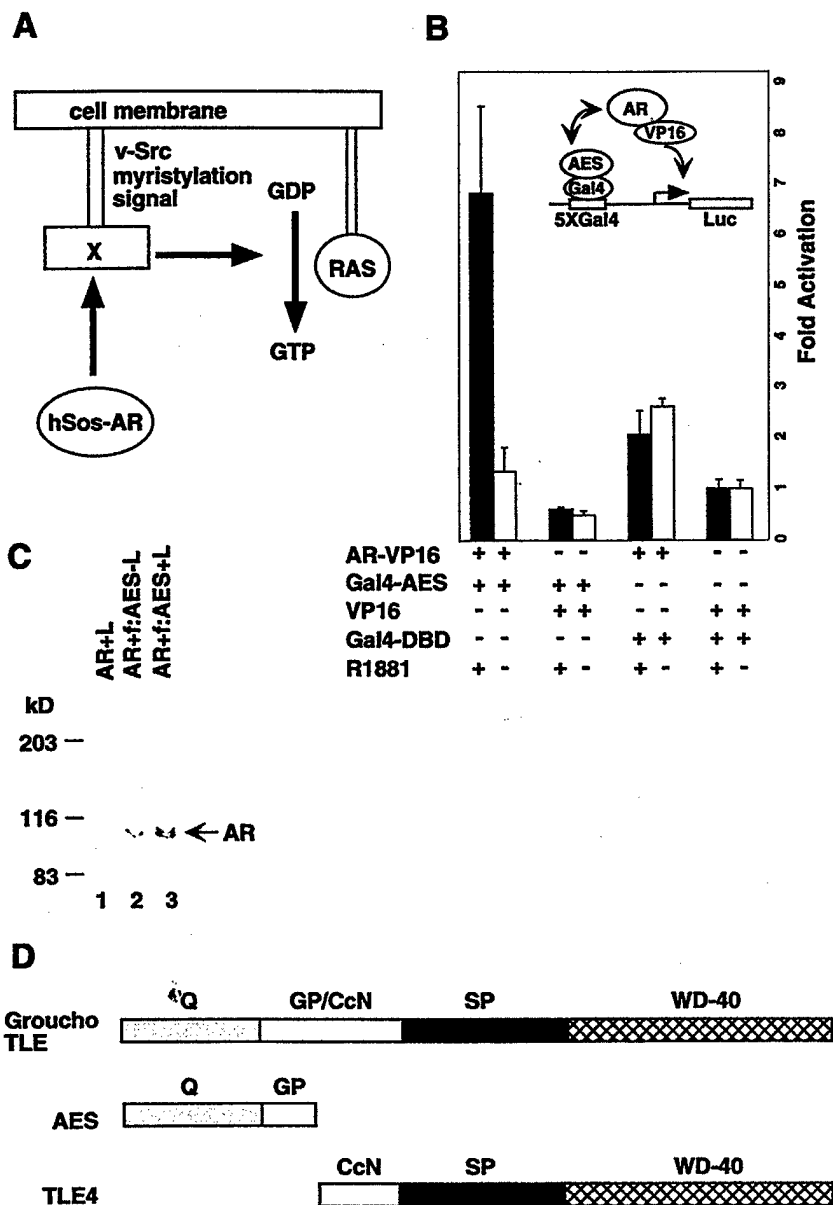 A
cell membrane
v-Src
myristylation
signal
GDP
X
RAS
GTP
hSos-AR
B
AR
VP16
AES
Gal4
5XGal4
Luc
9
8
7
6
5
4
3
2
1
0
Fold Activation
AR-VP16 + + - - + + - -
Gal4-AES + + + + - - - -
VP16 - - + + - - + +
Gal4-DBD - - - - + + + +
R1881 + - + - + - + -
C
AR+L
AR+f:AES-L
AR+f:AES+L
kD
203
116
AR
83
1 2 3
D
Q GP/CcN SP WD-40
Groucho
TLE
Q GP
AES
CcN SP WD-40
TLE4